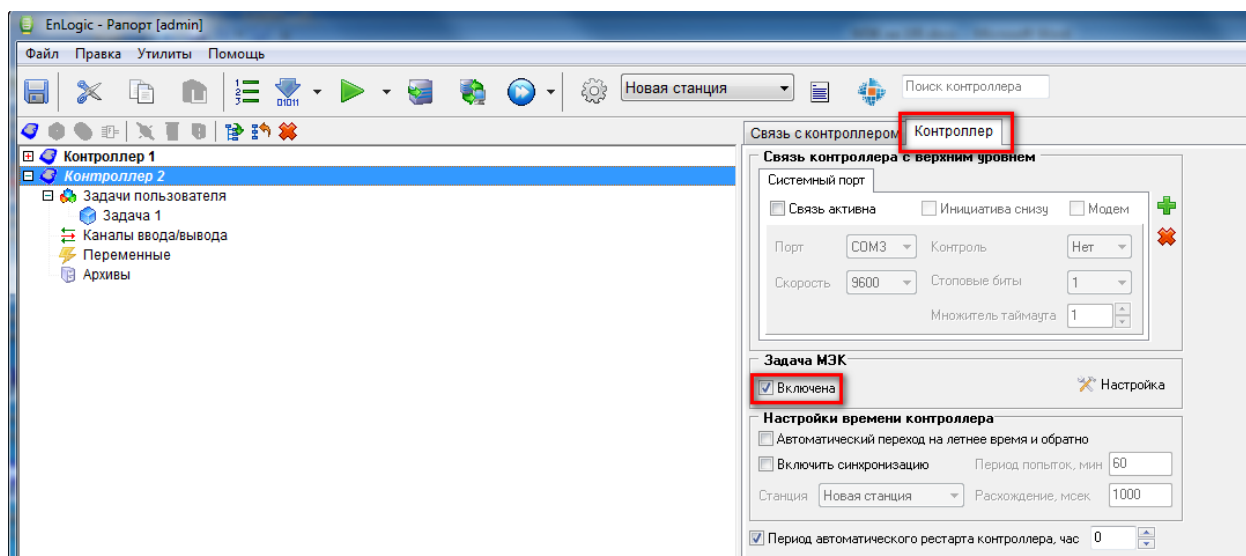 EnLogic - Рапорт [admin]
Файл Правка Утилиты Помощь
Новая станция
Поиск контроллера
Связь с контроллером Контроллер
Контроллер 1
Контроллер 2
Задачи пользователя
Задача 1
Каналы ввода/вывода
Переменные
Архивы
Связь контроллера с верхним уровнем
Системный порт
Связь активна Инициатива снизу Модем
Порт COM3 Контроль Нет
Скорость 9600 Стоповые биты 1
Множитель таймаута 1
Задача МЭК
Включена Настройка
Настройки времени контроллера
Автоматический переход на летнее время и обратно
Включить синхронизацию Период попыток, мин 60
Станция Новая станция Расхождение, мсек 1000
Период автоматического рестарта контроллера, час 0